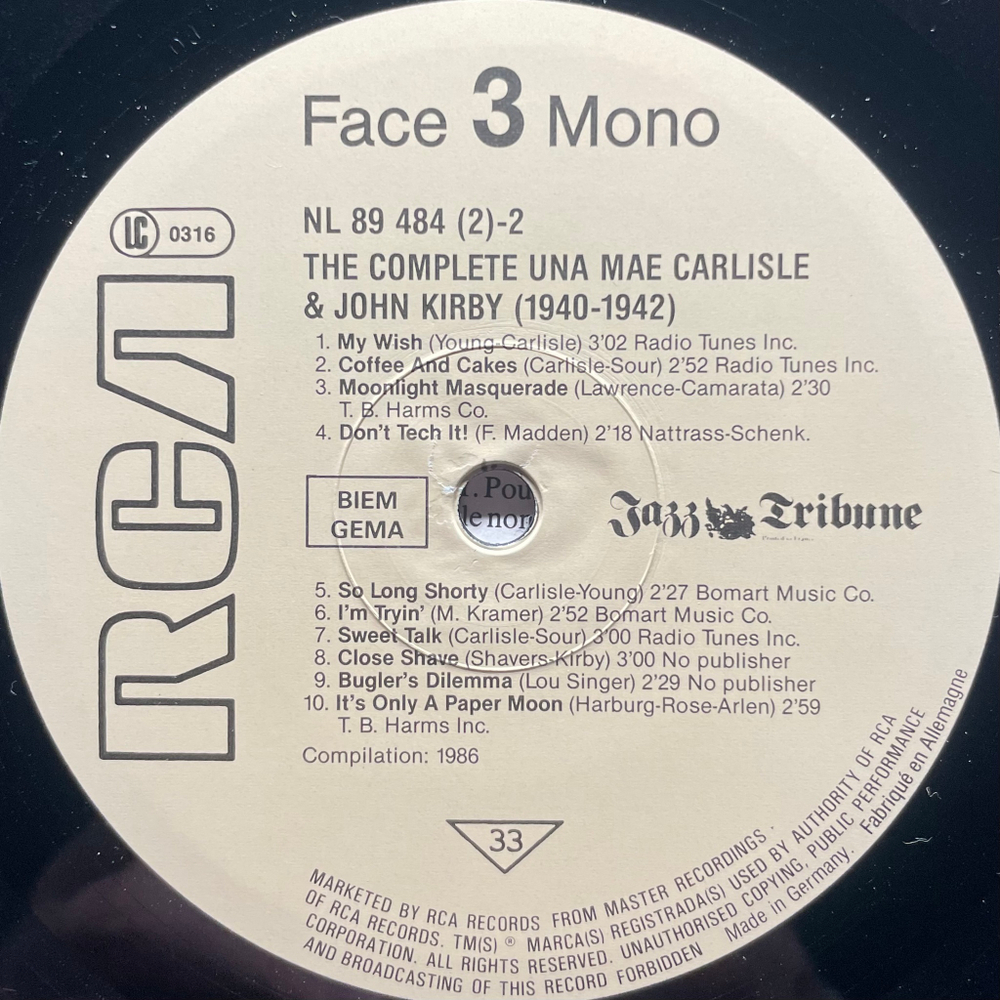 Face 3 Mono
LC 0316
NL 89 484 (2)-2
THE COMPLETE UNA MAE CARLISLE
& JOHN KIRBY (1940-1942)
1. My Wish (Young-Carlisle) 3'02 Radio Tunes Inc.
2. Coffee And Cakes (Carlisle-Sour) 2'52 Radio Tunes Inc.
3. Moonlight Masquerade (Lawrence-Camarata) 2'30
T. B. Harms Co.
4. Don't Tech It! (F. Madden) 2'18 Nattrass-Schenk.
RCA
BIEM
GEMA
. Pou
le nor
Jazz Tribune
5. So Long Shorty (Carlisle-Young) 2'27 Bomart Music Co.
6. I'm Tryin' (M. Kramer) 2'52 Bomart Music Co.
7. Sweet Talk (Carlisle-Sour) 3'00 Radio Tunes Inc.
8. Close Shave (Shavers-Kirby) 3'00 No publisher
9. Bugler's Dilemma (Lou Singer) 2'29 No publisher
10. It's Only A Paper Moon (Harburg-Rose-Arlen) 2'59
T. B. Harms Inc.
Compilation: 1986
33
MARKETED BY RCA RECORDS FROM MASTER RECORDINGS .
OF RCA RECORDS. TM(S) ® MARCA(S) REGISTRADA(S) USED BY AUTHORITY OF RCA
CORPORATION. ALL RIGHTS RESERVED. UNAUTHORISED COPYING, PUBLIC PERFORMANCE
AND BROADCASTING OF THIS RECORD FORBIDDEN Made in Germany. Fabriqué en Allemagne